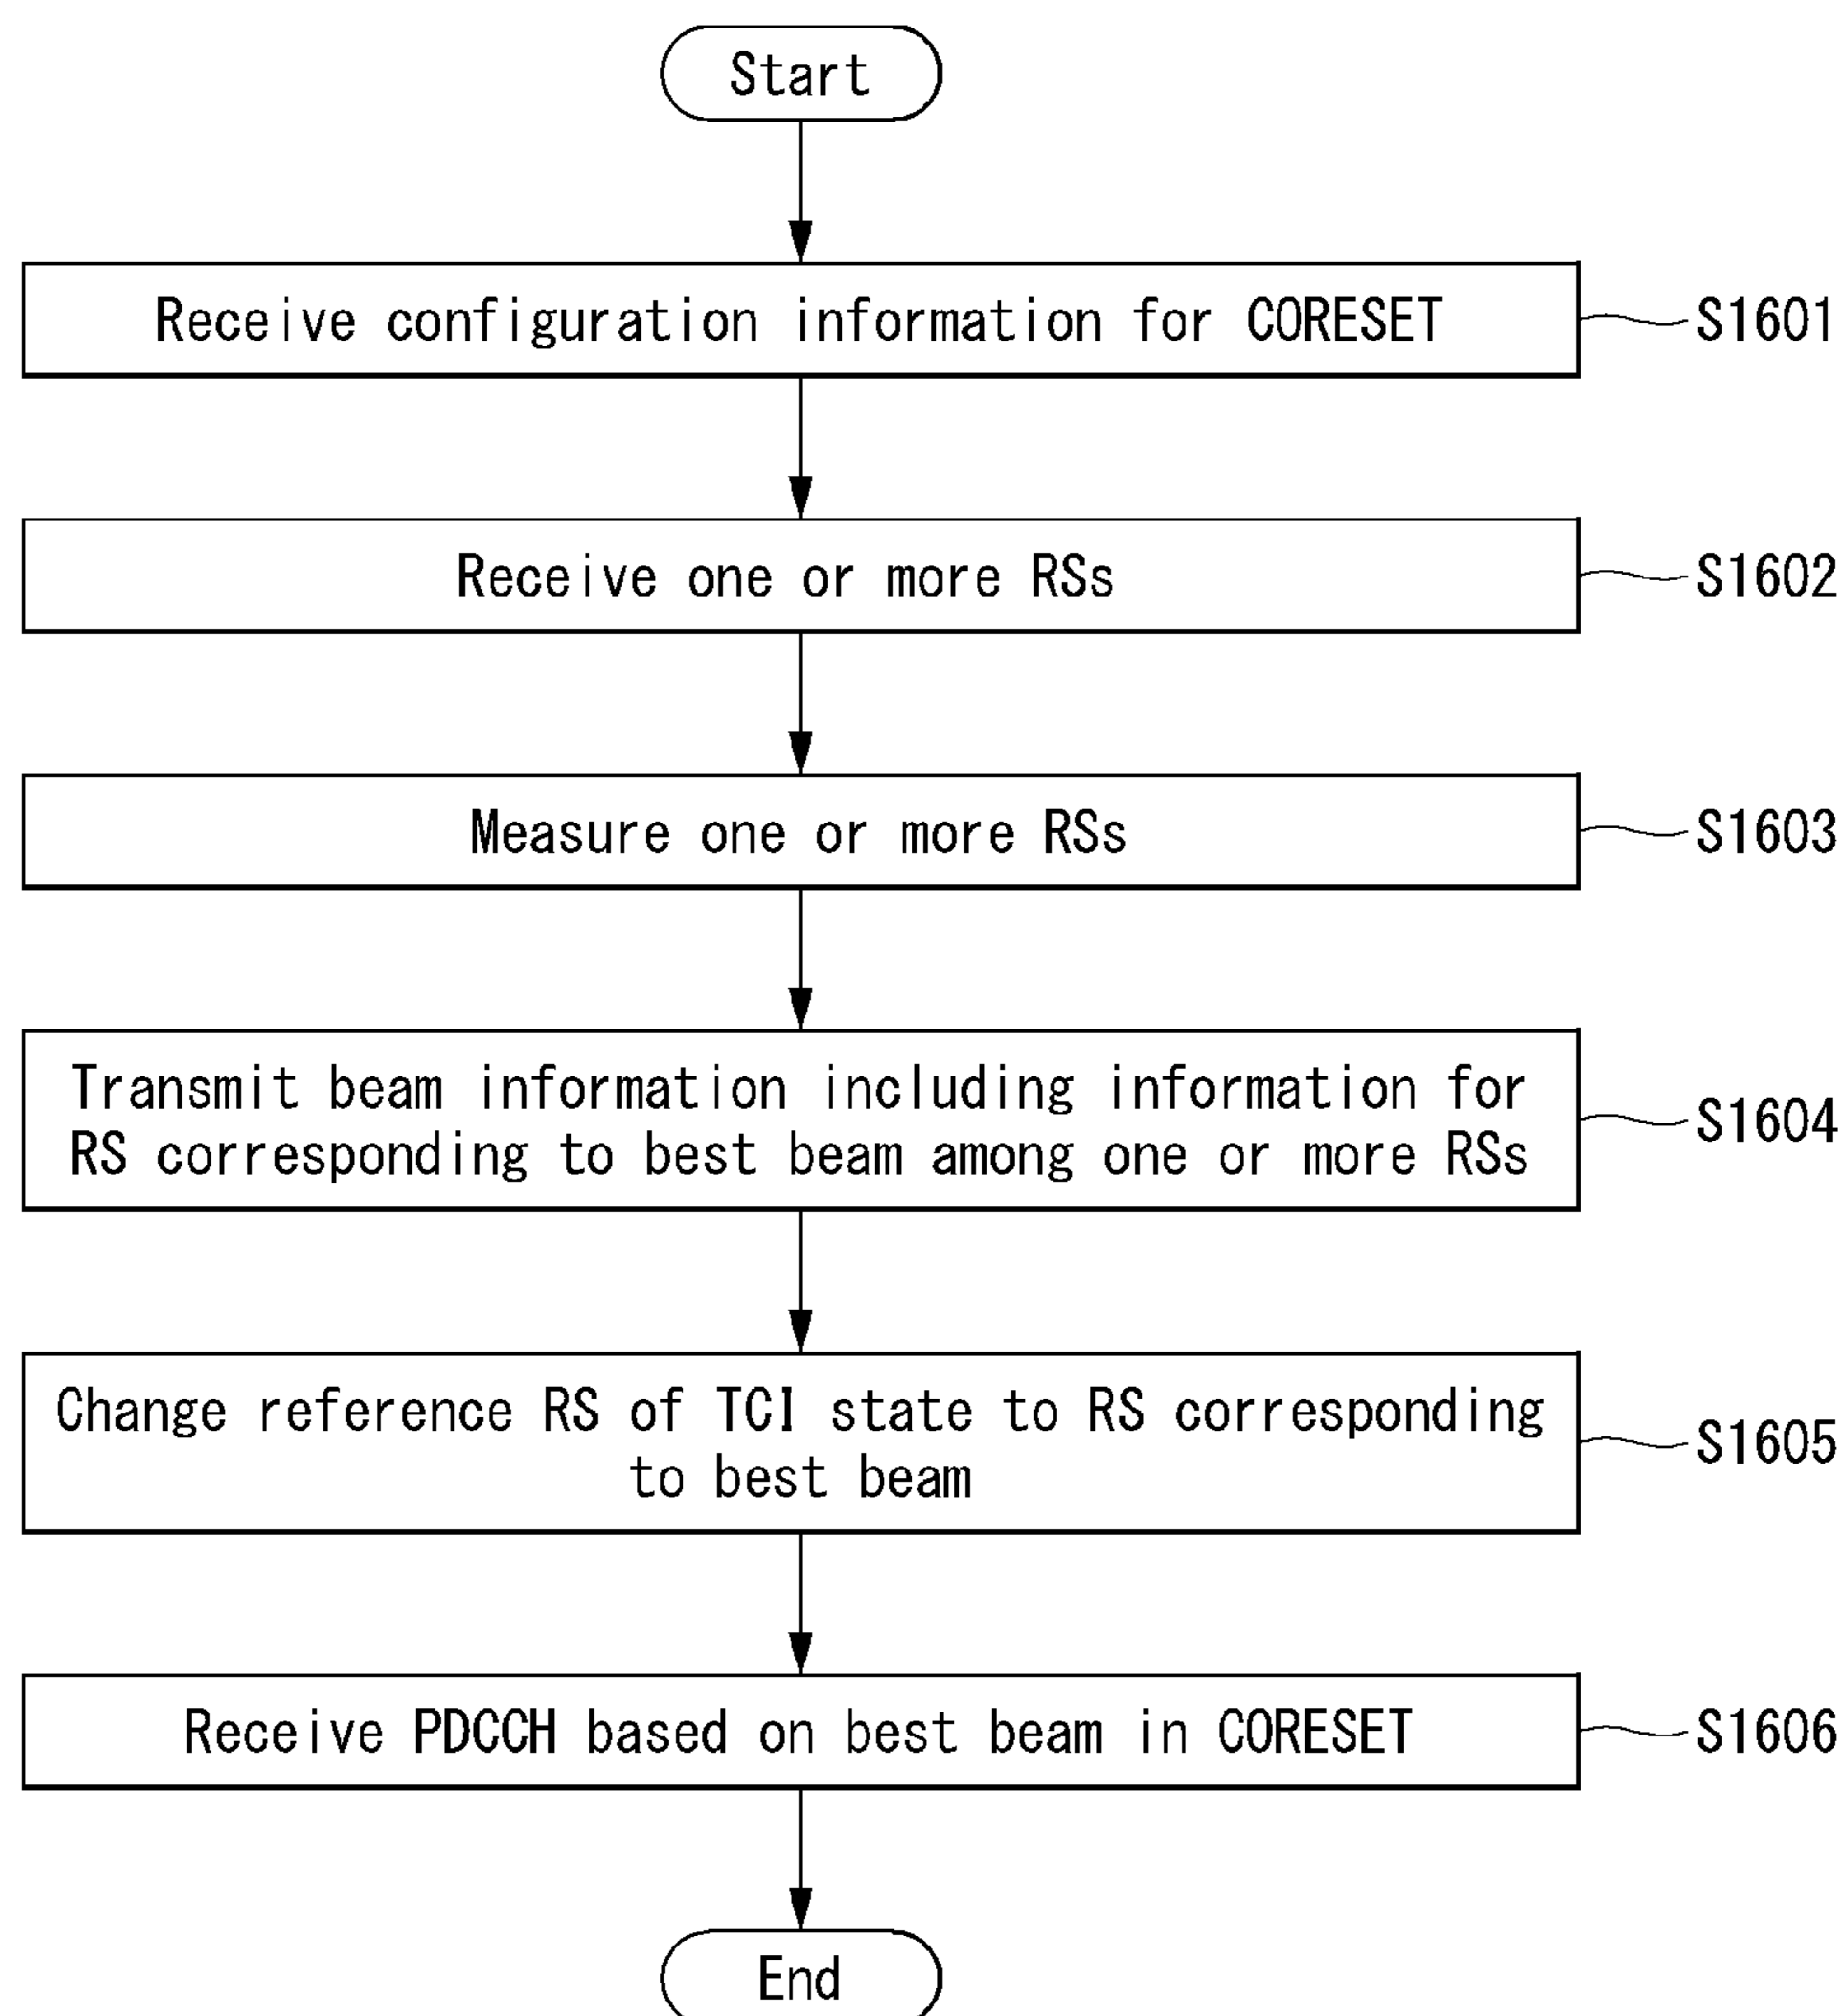 Start
Receive configuration information for CORESET
S1601
Receive one or more RSs
S1602
Measure one or more RSs
S1603
Transmit beam information including information for
RS corresponding to best beam among one or more RSs
S1604
Change reference RS of TCI state to RS corresponding
to best beam
S1605
Receive PDCCH based on best beam in CORESET
S1606
End